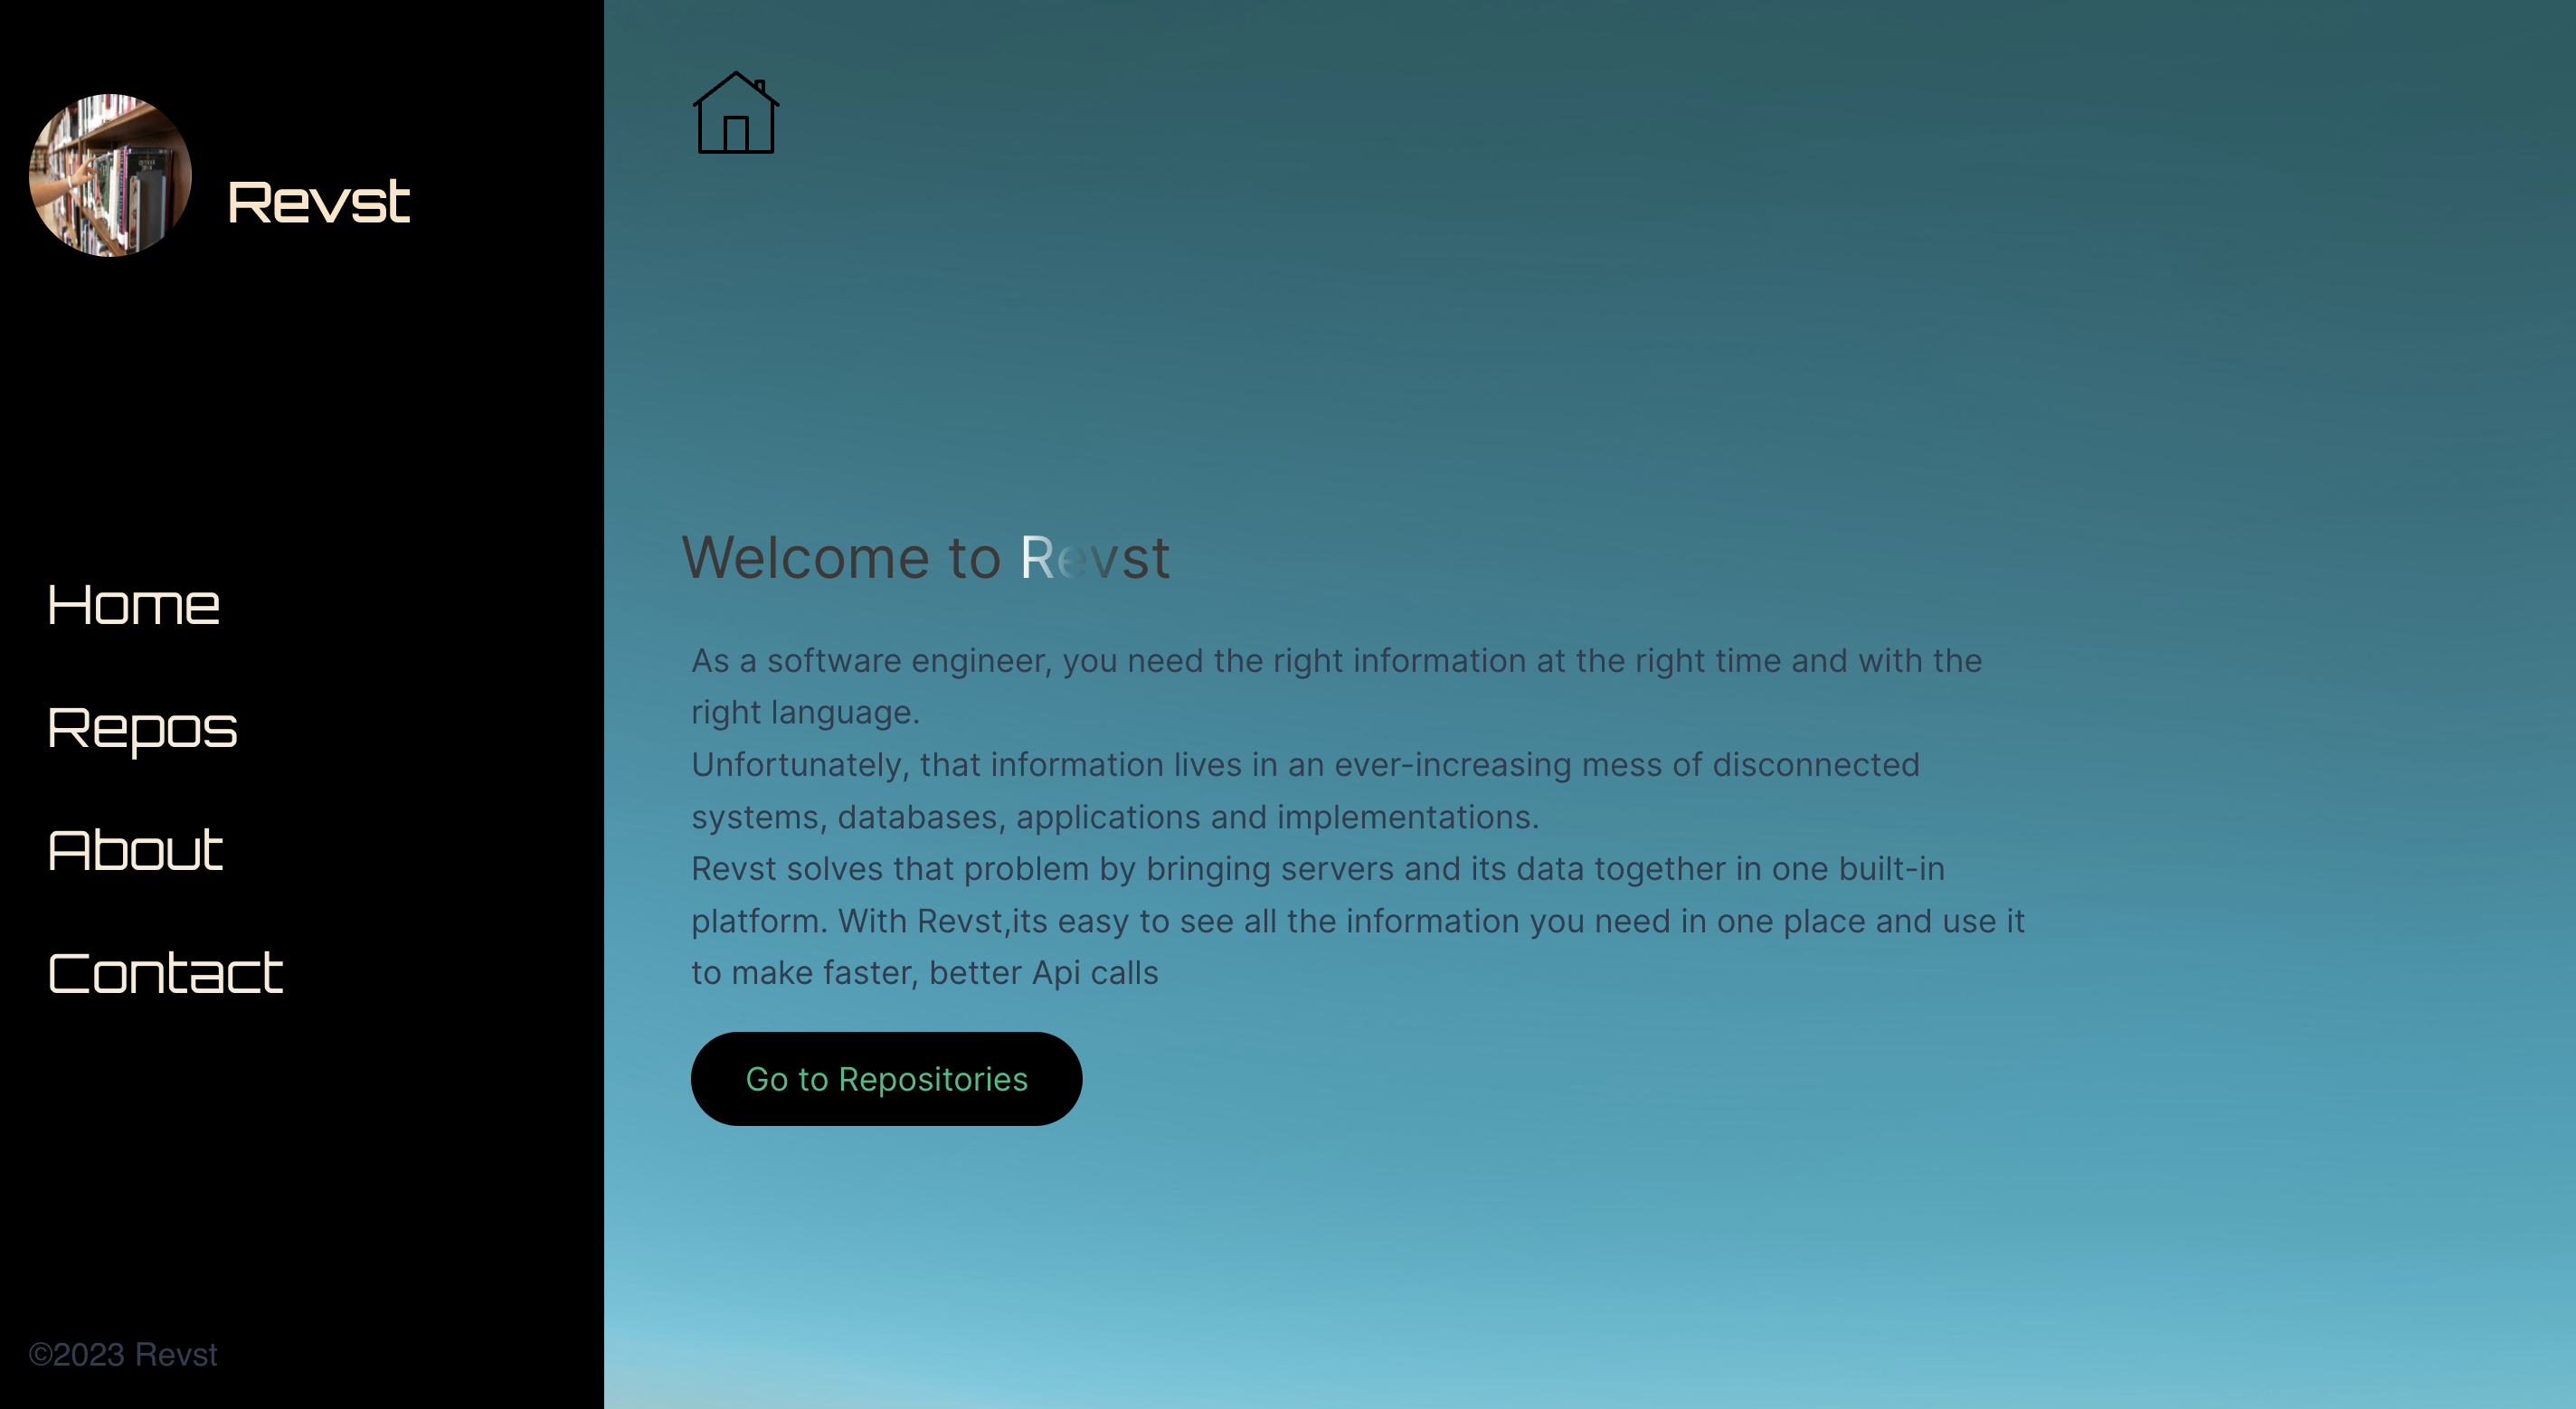 Revst
Home
Repos
About
Contact
©2023 Revst
Welcome to Revst
As a software engineer, you need the right information at the right time and with the
right language.
Unfortunately, that information lives in an ever-increasing mess of disconnected
systems, databases, applications and implementations.
Revst solves that problem by bringing servers and its data together in one built-in
platform. With Revst,its easy to see all the information you need in one place and use it
to make faster, better Api calls
Go to Repositories